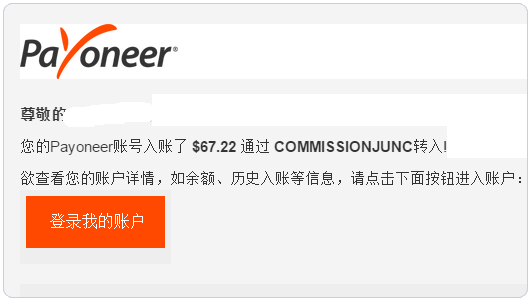 Payoneer®
尊敬的
您的Payoneer账号入账了 $67.22 通过 COMMISSIONJUNC转入!
欲查看您的账户详情，如余额、历史入账等信息，请点击下面按钮进入账户：
登录我的账户